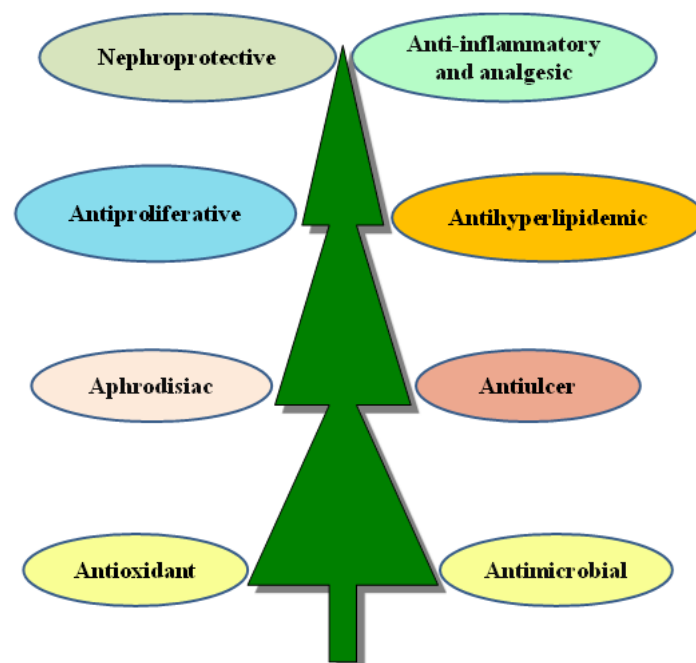 Nephroprotective
Anti-inflammatory
and analgesic
Antiproliferative
Antihyperlipidemic
Aphrodisiac
Antiulcer
Antioxidant
Antimicrobial